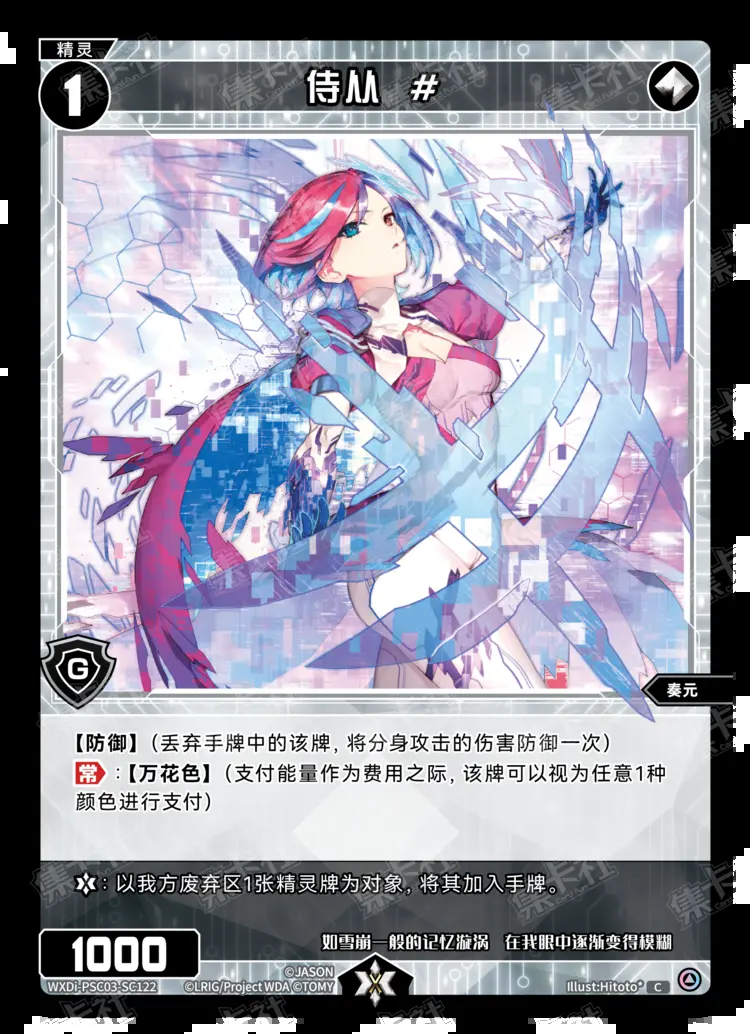 精灵
1
侍从 #
G
奏元
【防御】（丢弃手牌中的该牌，将分身攻击的伤害防御一次）
常：【万花色】（支付能量作为费用之际，该牌可以视为任意1种
颜色进行支付）
：以我方废弃区1张精灵牌为对象，将其加入手牌。
如雪崩一般的记忆漩涡 在我眼中逐渐变得模糊
1000
©JASON
WXDi-PSC03-SC122 ©LRIG/Project WDA ©TOMY Illust:Hitoto* C
集卡社